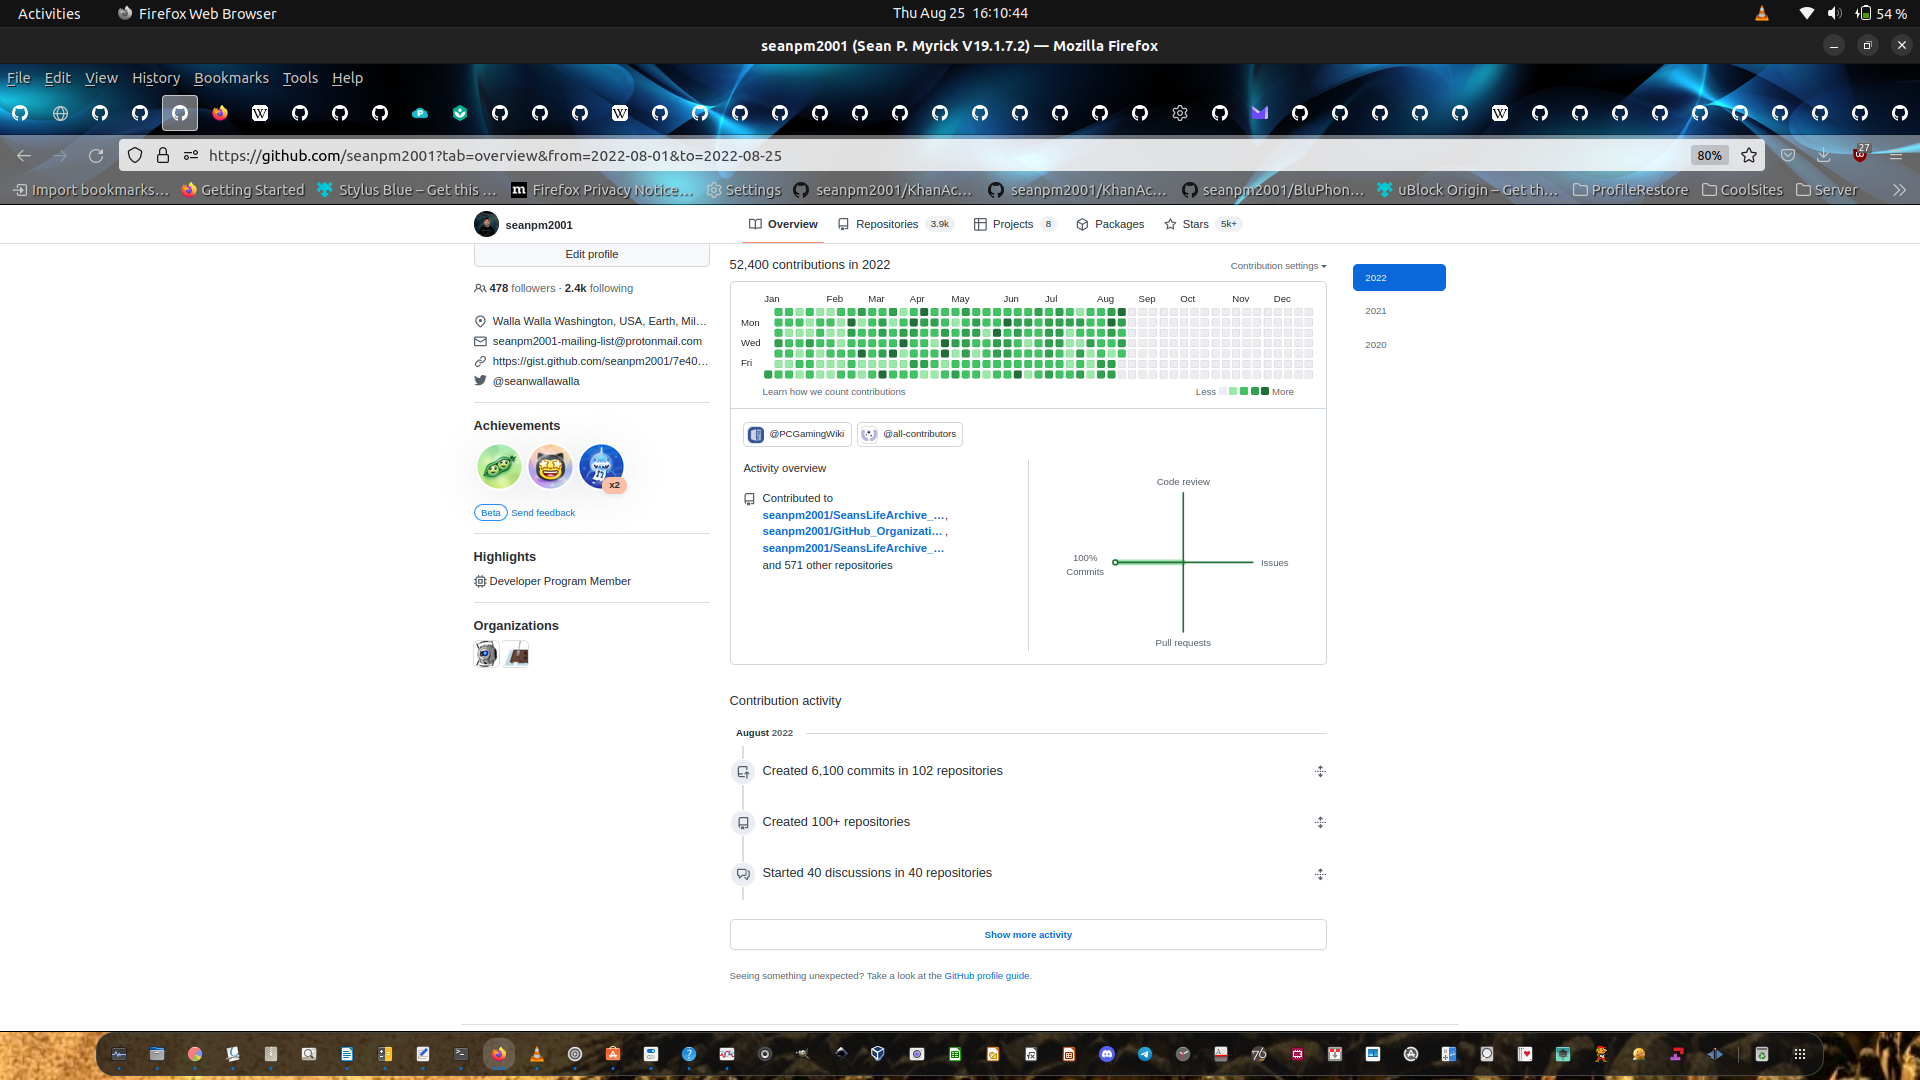 Activities
Firefox Web Browser
Thu Aug 25 16:10:44
54 %
seanpm2001 (Sean P. Myrick V19.1.7.2) — Mozilla Firefox
File Edit View History Bookmarks Tools Help
https://github.com/seanpm2001?tab=overview&from=2022-08-01&to=2022-08-25
80%
27
Import bookmarks…
Getting Started
Stylus Blue – Get this …
Firefox Privacy Notice…
Settings
seanpm2001/KhanAc…
seanpm2001/KhanAc…
seanpm2001/BluPhon…
uBlock Origin – Get th…
ProfileRestore
CoolSites
Server
seanpm2001
Overview
Repositories 3.9k
Projects 8
Packages
Stars 5k+
Edit profile
478 followers · 2.4k following
Walla Walla Washington, USA, Earth, Mil…
seanpm2001-mailing-list@protonmail.com
https://gist.github.com/seanpm2001/7e40…
@seanwallawalla
Achievements
x2
Beta Send feedback
Highlights
Developer Program Member
Organizations
52,400 contributions in 2022
Contribution settings
Jan Feb Mar Apr May Jun Jul Aug Sep Oct Nov Dec
Mon
Wed
Fri
Learn how we count contributions
Less More
@PCGamingWiki
@all-contributors
Activity overview
Contributed to
seanpm2001/SeansLifeArchive_…,
seanpm2001/GitHub_Organizati… ,
seanpm2001/SeansLifeArchive_…
and 571 other repositories
Code review
100%
Commits
Issues
Pull requests
Contribution activity
August 2022
Created 6,100 commits in 102 repositories
Created 100+ repositories
Started 40 discussions in 40 repositories
Show more activity
Seeing something unexpected? Take a look at the GitHub profile guide.
2022
2021
2020
76